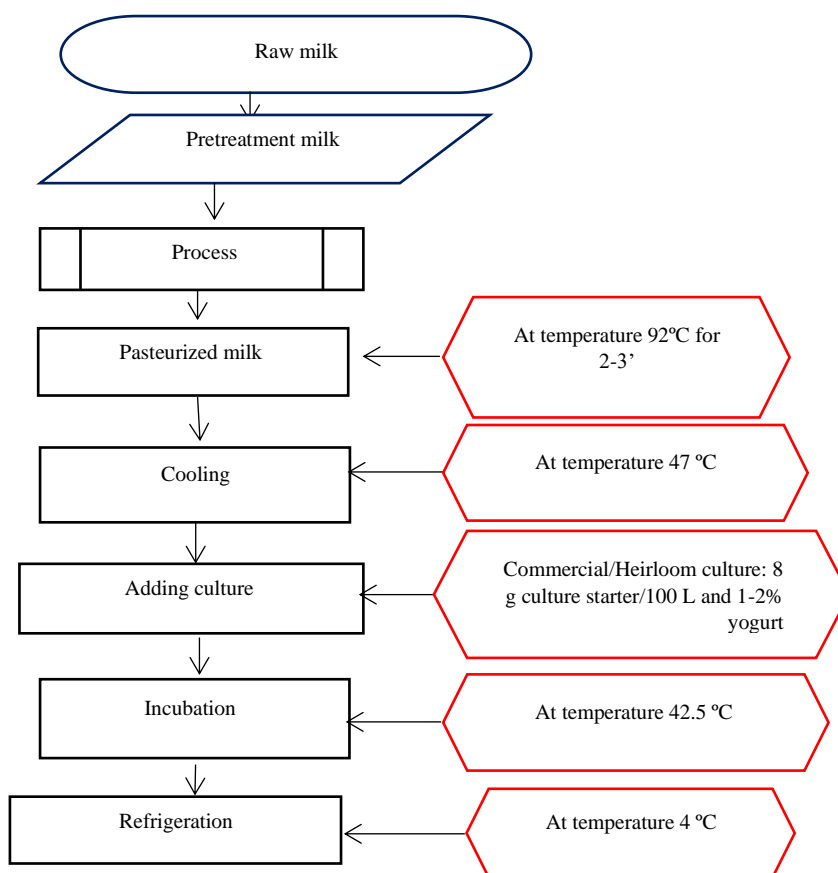 Raw milk
Pretreatment milk
Process
Pasteurized milk
At temperature 92ºC for
2-3’
Cooling
At temperature 47 ºC
Adding culture
Commercial/Heirloom culture: 8
g culture starter/100 L and 1-2%
yogurt
Incubation
At temperature 42.5 ºC
Refrigeration
At temperature 4 ºC